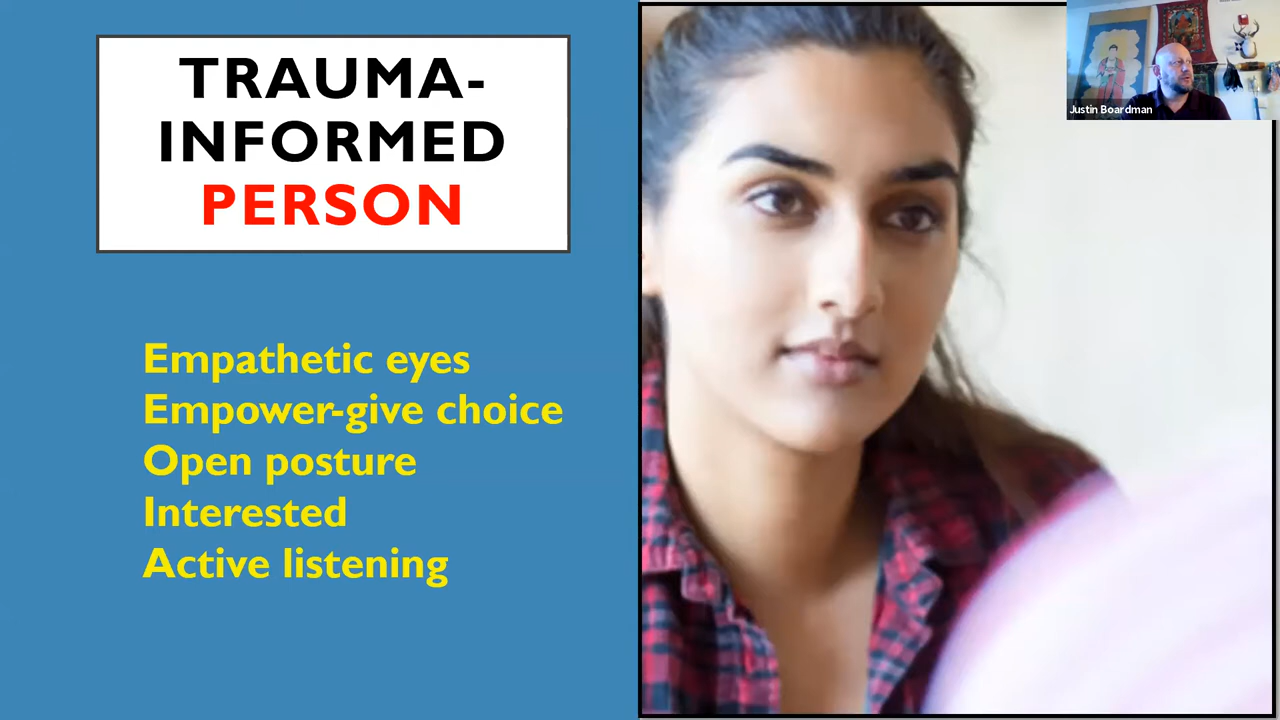 TRAUMA-
INFORMED
PERSON
Empathetic eyes
Empower-give choice
Open posture
Interested
Active listening
Justin Boardman